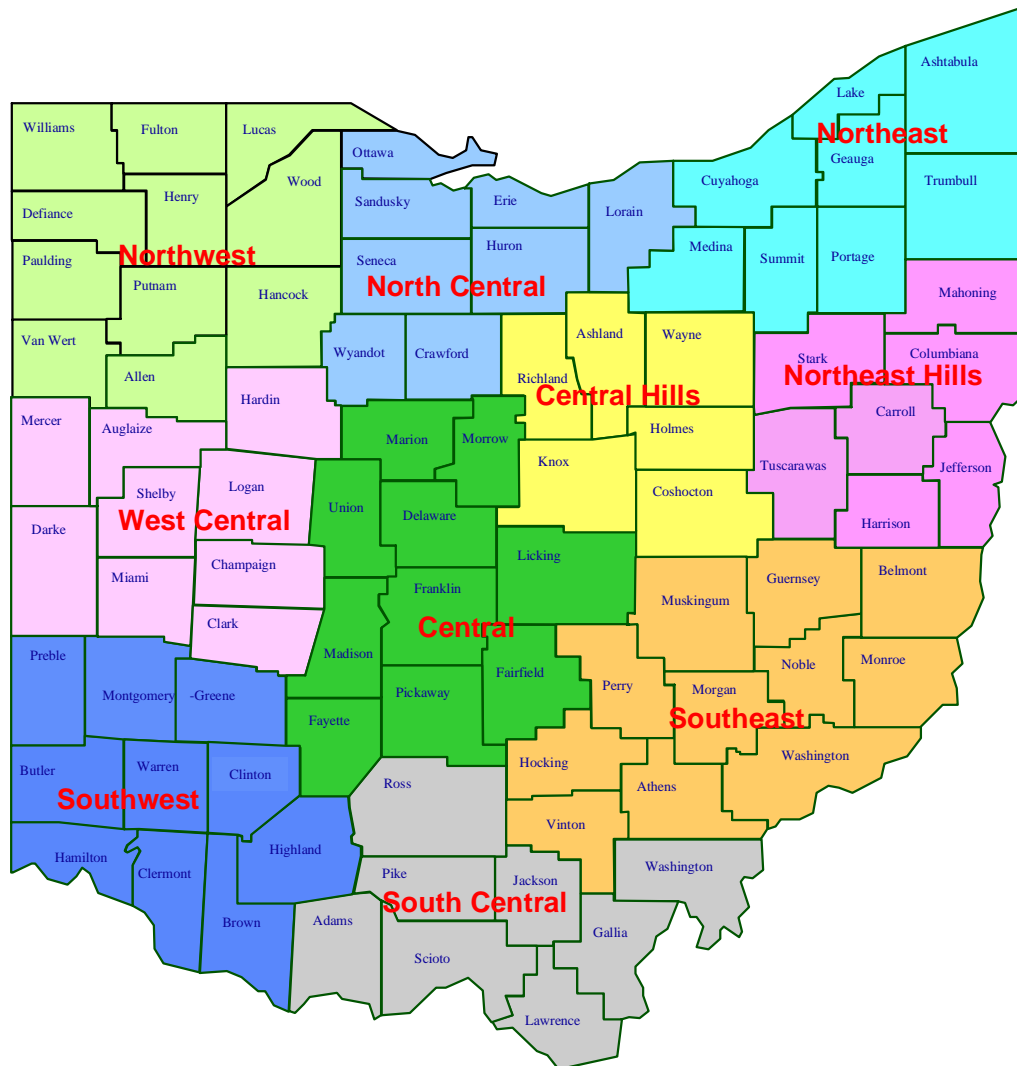 Ashtabula
Lake
Northeast
Geauga
Williams
Fulton
Lucas
Ottawa
Wood
Cuyahoga
Trumbull
Henry
Sandusky
Erie
Lorain
Defiance
Huron
Medina
Northwest
Paulding
Seneca
Summit
Portage
Putnam
Hancock
North Central
Mahoning
Van Wert
Wyandot
Crawford
Ashland
Wayne
Stark
Columbiana
Allen
Richland
Northeast Hills
Hardin
Central Hills
Carroll
Mercer
Auglaize
Marion
Morrow
Holmes
Knox
Tuscarawas
Jefferson
Shelby
Logan
Coshocton
Union
Delaware
West Central
Darke
Harrison
Licking
Miami
Champaign
Franklin
Muskingum
Guernsey
Belmont
Clark
Central
Preble
Madison
Fairfield
Noble
Monroe
Montgomery
-Greene
Pickaway
Perry
Morgan
Fayette
Southeast
Washington
Butler
Warren
Clinton
Hocking
Ross
Athens
Southwest
Vinton
Hamilton
Highland
Clermont
Pike
Jackson
Washington
South Central
Brown
Adams
Gallia
Scioto
Lawrence